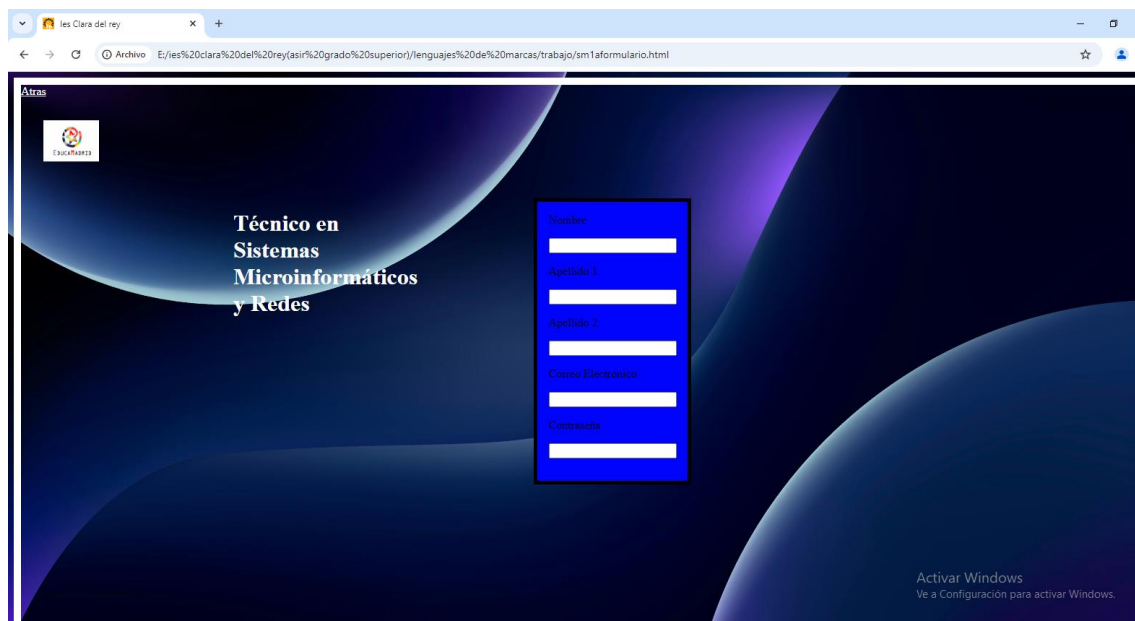 Ies Clara del rey
Archivo E:/ies%20clara%20del%20rey(asir%20grado%20superior)/lenguajes%20de%20marcas/trabajo/sm1aformulario.html
Atras
EducaMadrid
Técnico en
Sistemas
Microinformáticos
y Redes
Nombre
Apellido 1
Apellido 2
Correo Electronico
Contraseña
Activar Windows
Ve a Configuración para activar Windows.